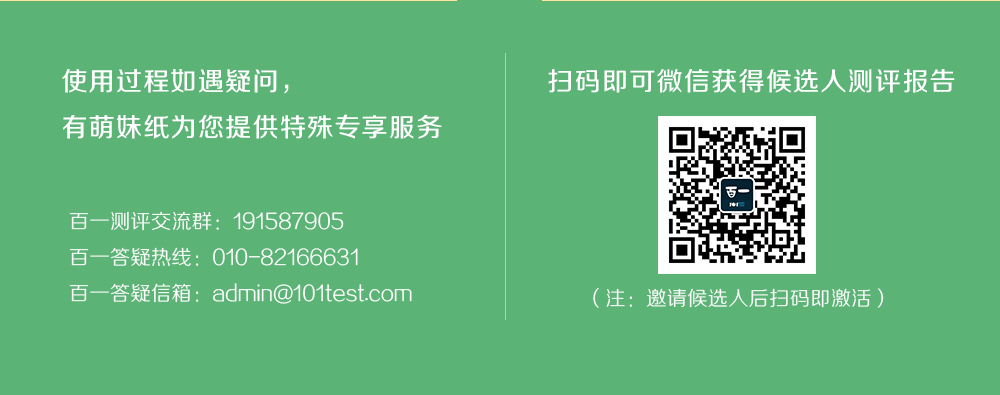 使用过程如遇疑问，
有萌妹纸为您提供特殊专享服务
百一测评交流群：191587905
百一答疑热线：010-82166631
百一答疑信箱：admin@101test.com
扫码即可微信获得候选人测评报告
百一
（注：邀请候选人后扫码即激活）